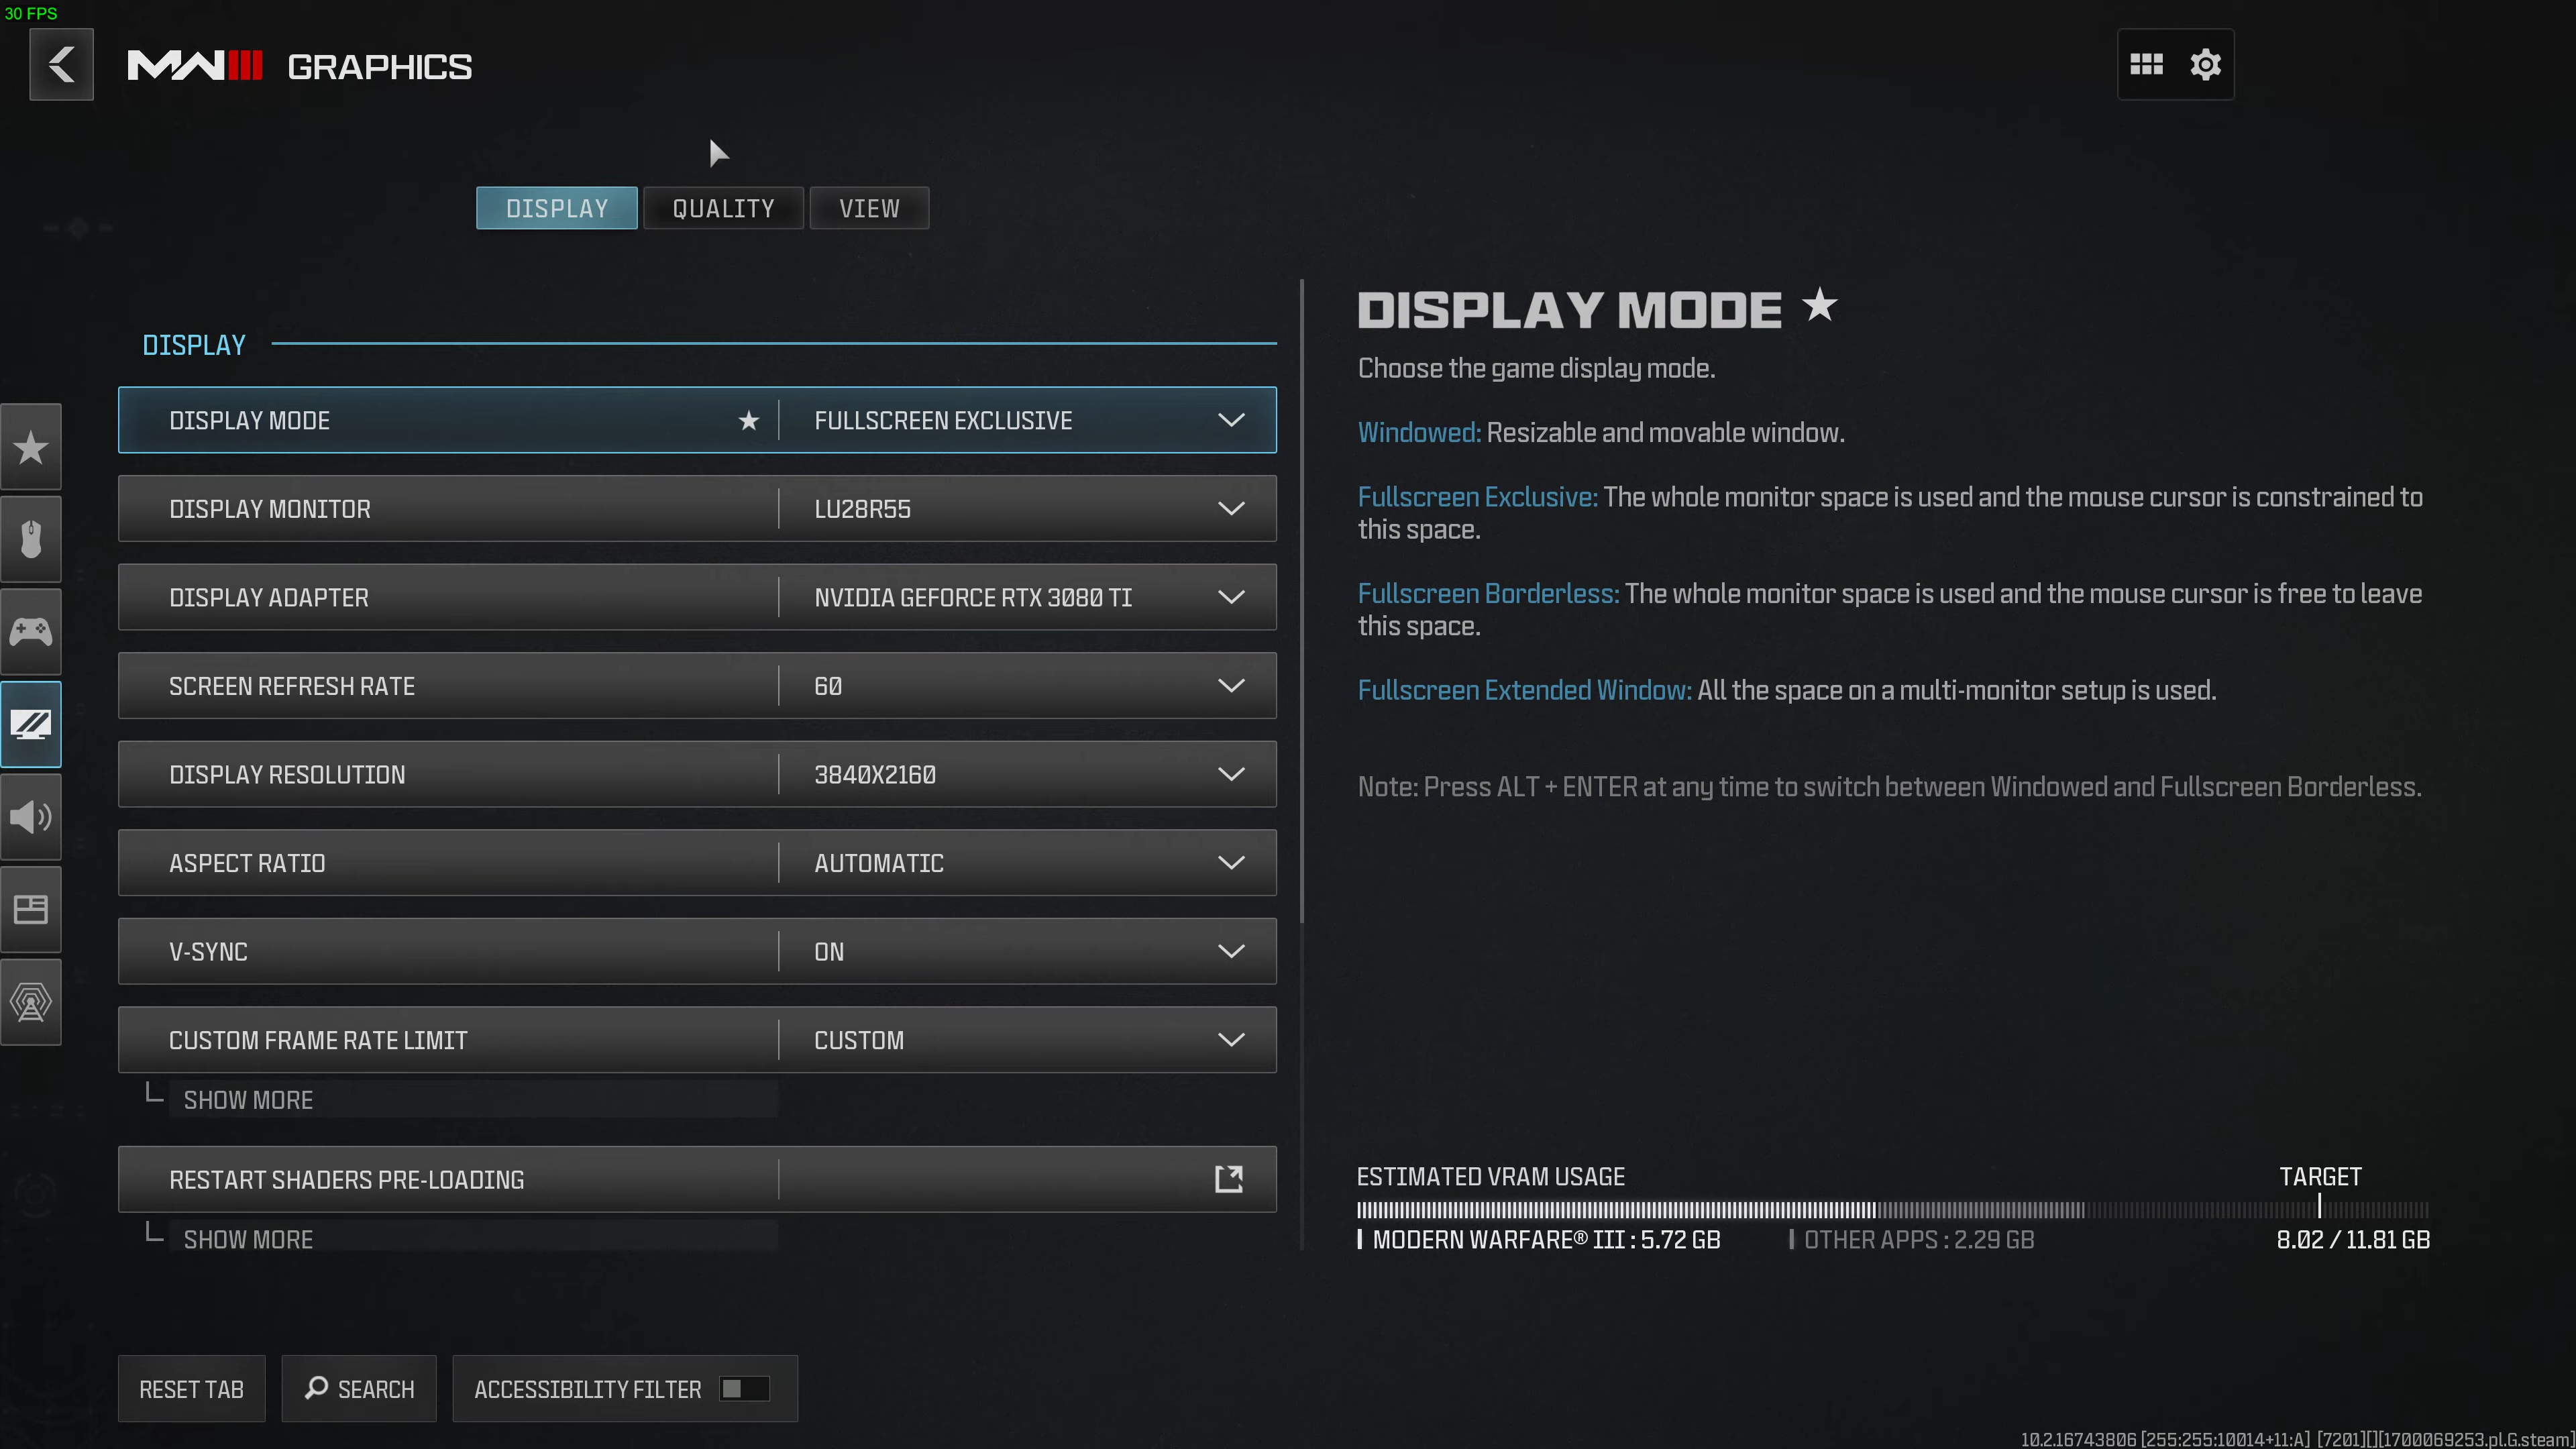 30 FPS
MWIII GRAPHICS
DISPLAY QUALITY VIEW
DISPLAY
DISPLAY MODE FULLSCREEN EXCLUSIVE
DISPLAY MONITOR LU28R55
DISPLAY ADAPTER NVIDIA GEFORCE RTX 3080 TI
SCREEN REFRESH RATE 60
DISPLAY RESOLUTION 3840X2160
ASPECT RATIO AUTOMATIC
V-SYNC ON
CUSTOM FRAME RATE LIMIT CUSTOM
SHOW MORE
RESTART SHADERS PRE-LOADING
SHOW MORE
DISPLAY MODE
Choose the game display mode.
Windowed: Resizable and movable window.
Fullscreen Exclusive: The whole monitor space is used and the mouse cursor is constrained to
this space.
Fullscreen Borderless: The whole monitor space is used and the mouse cursor is free to leave
this space.
Fullscreen Extended Window: All the space on a multi-monitor setup is used.
Note: Press ALT + ENTER at any time to switch between Windowed and Fullscreen Borderless.
ESTIMATED VRAM USAGE TARGET
MODERN WARFARE® III : 5.72 GB OTHER APPS : 2.29 GB 8.02 / 11.81 GB
RESET TAB SEARCH ACCESSIBILITY FILTER
10.2.16743806 [255:255:10014+11:A] [7201][][1700069253.pl.G.steam]